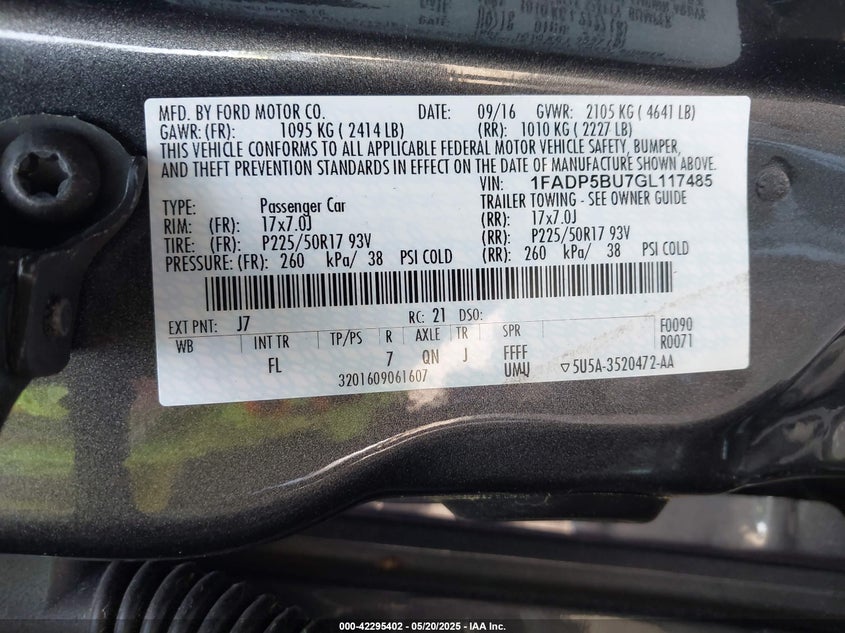 MFD. BY FORD MOTOR CO. DATE: 09/16 GVWR: 2105 KG ( 4641 LB)
GAWR: (FR): 1095 KG ( 2414 LB) (RR): 1010 KG ( 2227 LB)
THIS VEHICLE CONFORMS TO ALL APPLICABLE FEDERAL MOTOR VEHICLE SAFETY, BUMPER,
AND THEFT PREVENTION STANDARDS IN EFFECT ON THE DATE OF MANUFACTURE SHOWN ABOVE.
VIN: 1FADP5BU7GL117485
TYPE: Passenger Car TRAILER TOWING - SEE OWNER GUIDE
RIM: (FR): 17x7.0J (RR): 17x7.0J
TIRE: (FR): P225/50R17 93V (RR): P225/50R17 93V
PRESSURE: (FR): 260 kPa/ 38 PSI COLD (RR): 260 kPa/ 38 PSI COLD
EXT PNT: J7 RC: 21 DSO: F0090
WB INT TR TP/PS R AXLE TR SPR R0071
FL 7 QN J FFFF
3201609061607 UMU ▽5U5A-3520472-AA
000-42295402 - 05/20/2025 - IAA Inc.